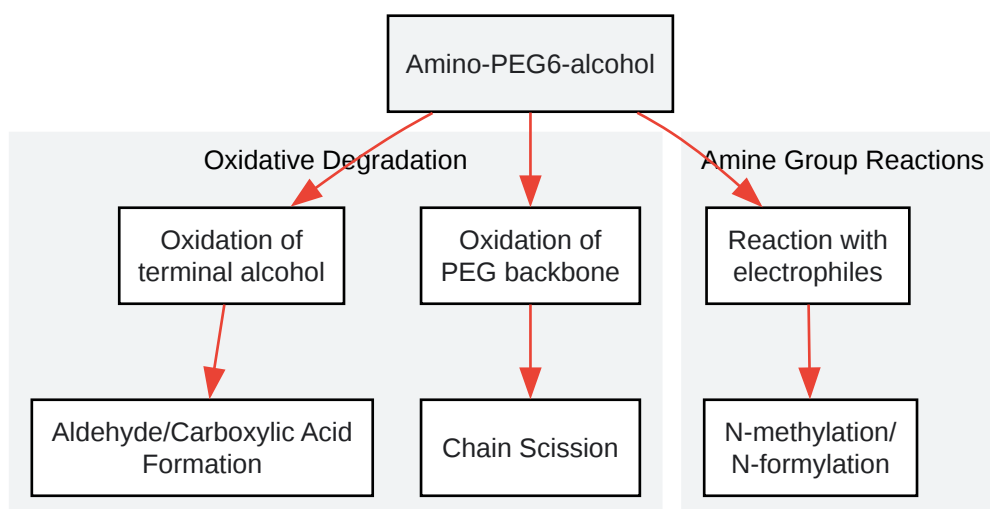 Amino-PEG6-alcohol
Oxidative Degradation
Amine Group Reactions
Oxidation of
terminal alcohol
Oxidation of
PEG backbone
Reaction with
electrophiles
Aldehyde/Carboxylic Acid
Formation
Chain Scission
N-methylation/
N-formylation